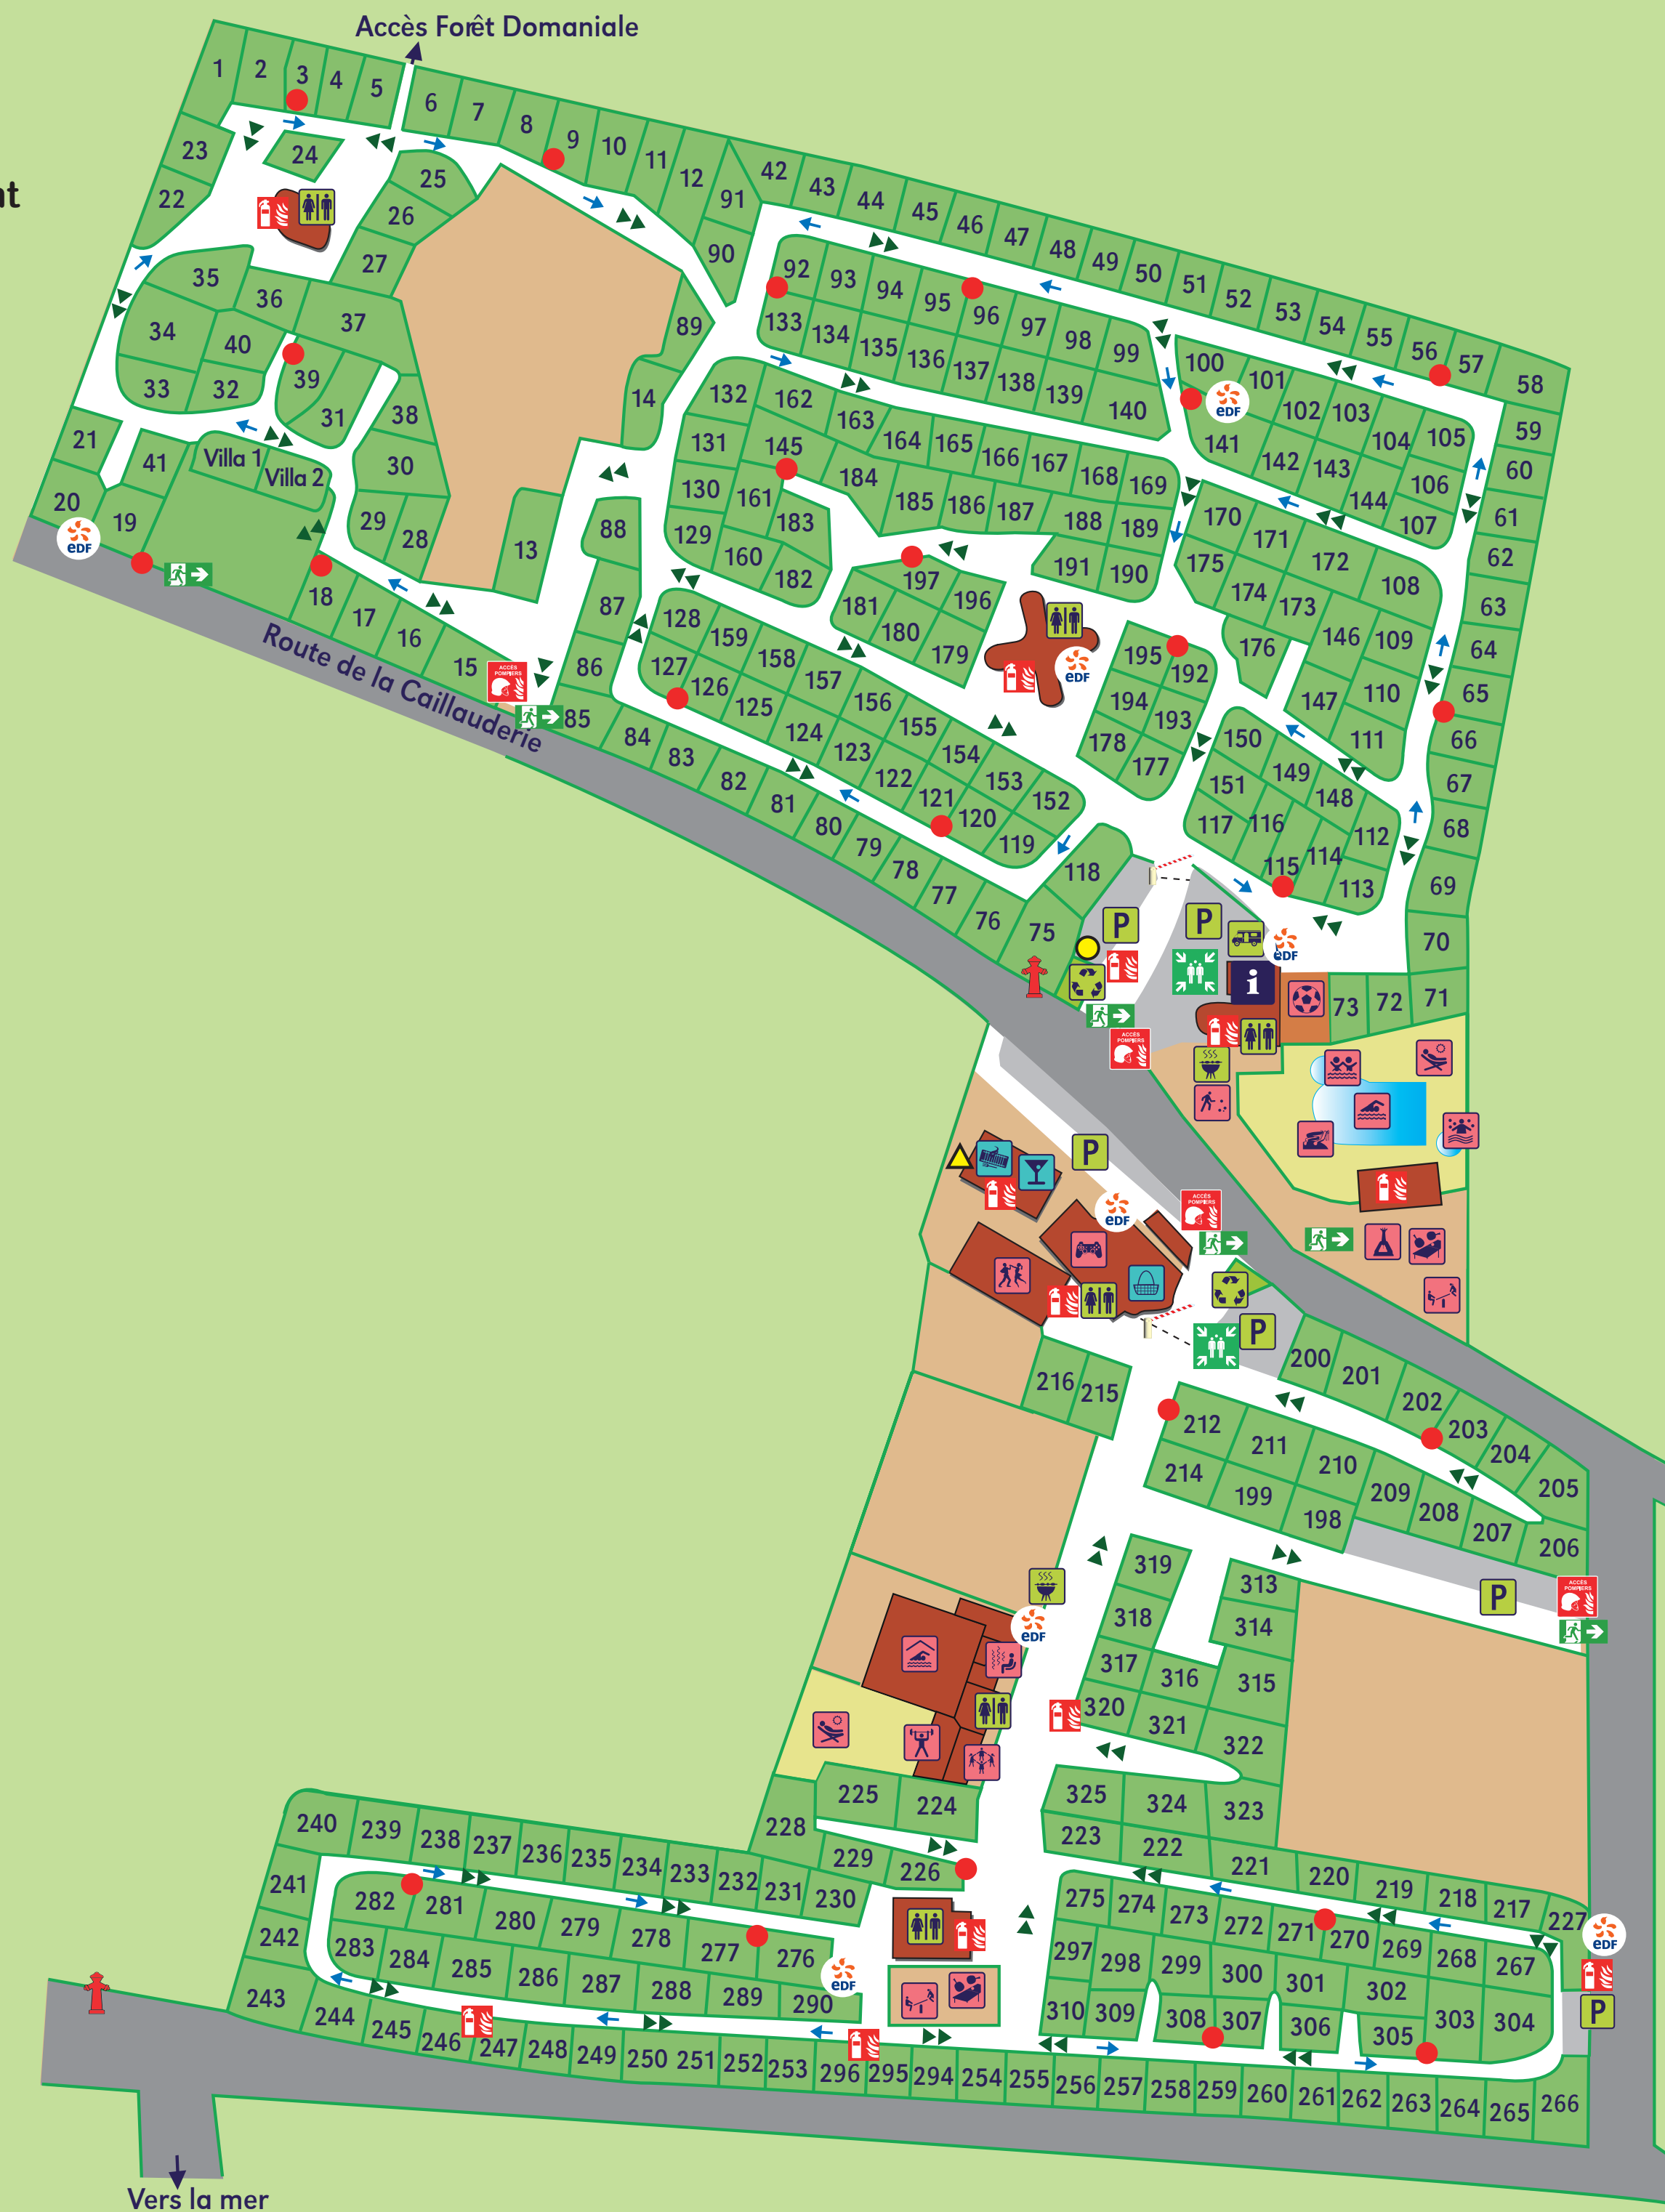 Accès Forêt Domaniale
nt
1 2 3 4 5 6 7 8 9 10 11 12
23 24 25 91 42 43 44 45 46 47 48 49 50 51 52 53 54 55 56 57 58
22 26 27 90 92 93 94 95 96 97 98 99 100 101 102 103 104 105 59
35 36 37 89 133 134 135 136 137 138 139 140 141 142 143 144 106 107 60
34 40 39 14 132 162 163 164 165 166 167 168 169 61
33 32 31 38 131 145 184 185 186 187 188 189 170 171 172 108 62
21 41 Villa 1 Villa 2 30 130 161 183 191 190 175 174 173 63
20 19 29 28 13 88 129 160 182 197 196 176 146 109 64
eDF
eDF
18 17 16 15 87 128 159 181 180 179 195 192 147 110 65
eDF
Route de la Caillauderie
ACCÈS
POMPIERS
86 127 126 158 157 156 155 194 193 150 149 111 66
85 84 83 125 124 123 154 153 152 178 177 151 148 67
82 81 80 79 122 121 120 119 117 116 112 68
78 77 76 75 118 115 114 113 69
P P eDF 70
i 73 72 71
ACCÈS
POMPIERS
P
eDF
ACCÈS
POMPIERS
P
200 201 202 203 204 205
216 215 212 211 210 209 208 207 206
214 199 198
P
ACCÈS
POMPIERS
319 313
318 314
eDF
317 316 315
320 321 322
225 224 325 324 323
228 229 226 223 222 221 220 219 218 217 227
240 239 238 237 236 235 234 233 232 231 230
241 282 281 280 279 278 277 276 275 274 273 272 271 270 269 268 267
eDF
242 283 284 285 286 287 288 289 290 297 298 299 300 301 302 303 304
eDF
P
243 244 245 246 247 248 249 250 251 252 253 296 295 294 254 255 256 257 258 259 260 261 262 263 264 265 266
310 309 308 307 306 305
Vers la mer